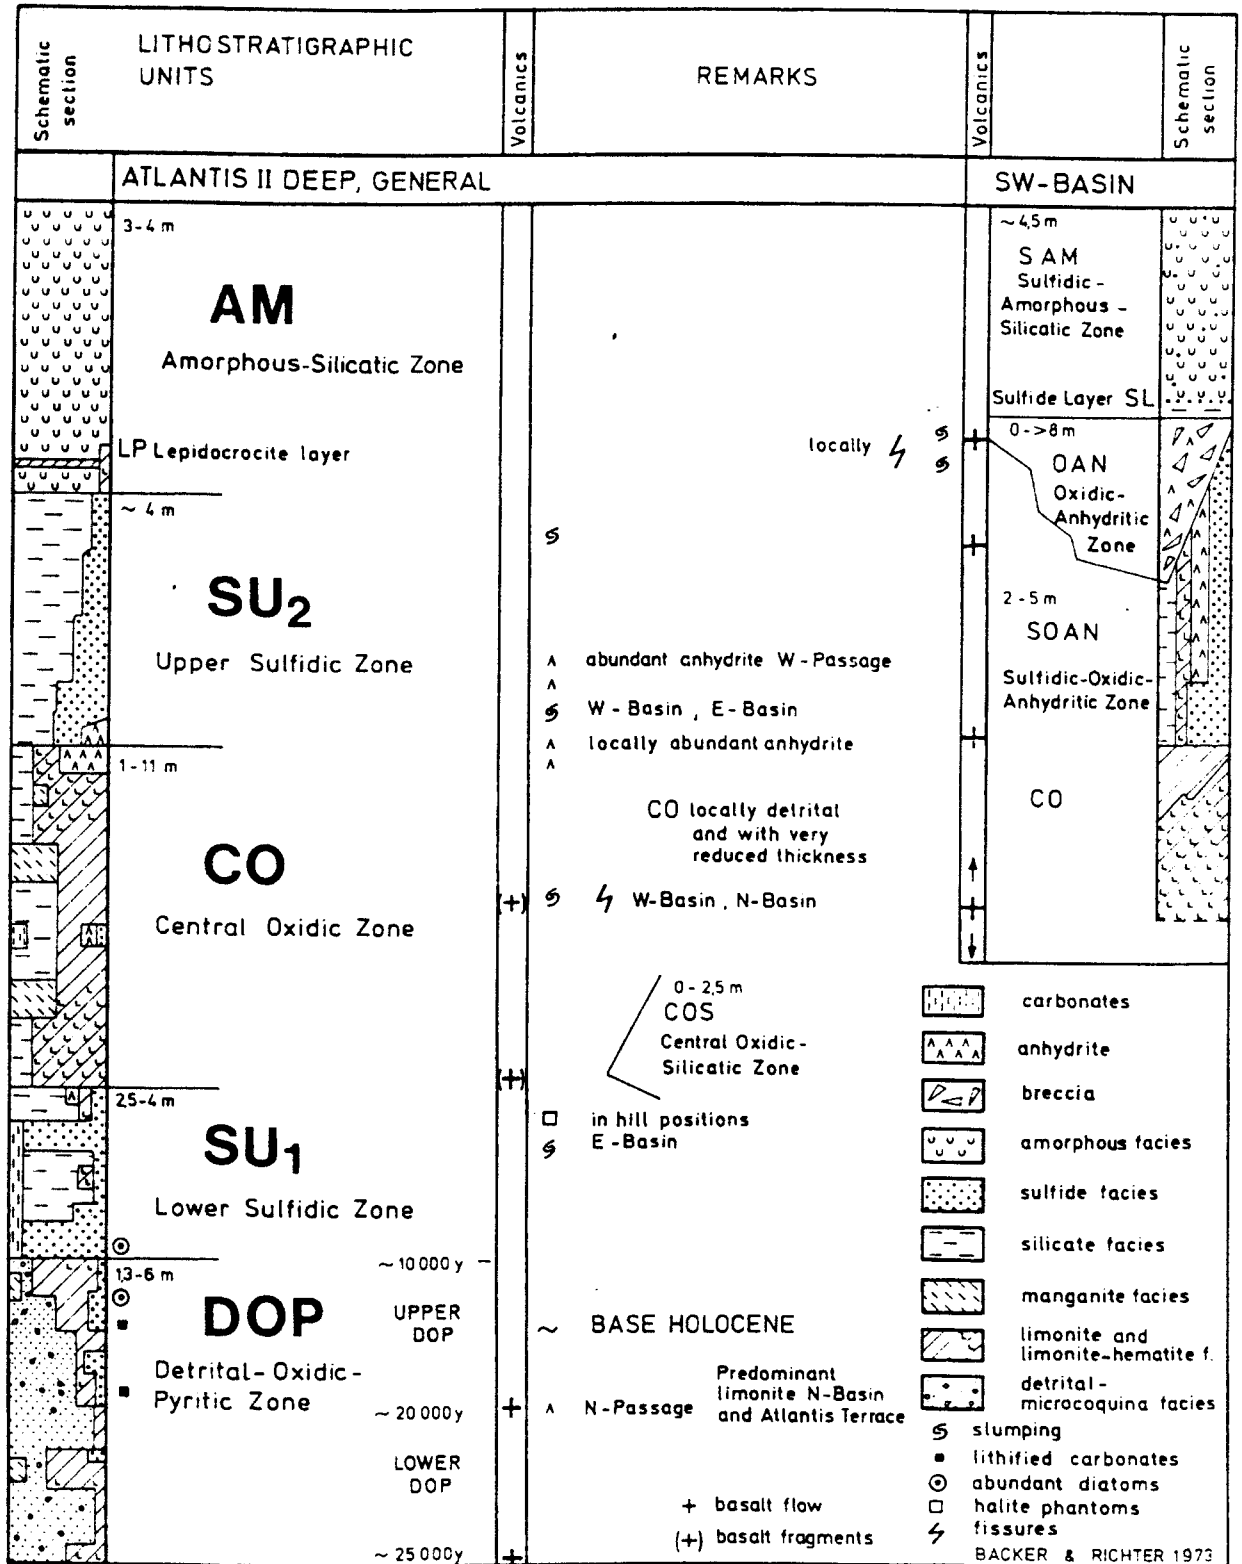 Schematic
section
LITHOSTRATIGRAPHIC
UNITS
Volcanics
REMARKS
Volcanics
Schematic
section
ATLANTIS II DEEP, GENERAL
SW-BASIN
3-4 m
AM
Amorphous-Silicatic Zone
LP Lepidocrocite layer
~ 4 m
SU2
Upper Sulfidic Zone
1-11 m
CO
Central Oxidic Zone
2,5-4 m
SU1
Lower Sulfidic Zone
1,3-6 m
DOP
Detrital-Oxidic-
Pyritic Zone
~ 10 000 y
UPPER
DOP
~ 20 000 y
LOWER
DOP
~ 25 000 y
(+)
(+)
+
+
locally
^ abundant anhydrite W-Passage
^
W-Basin, E-Basin
^ locally abundant anhydrite
^
CO locally detrital
and with very
reduced thickness
W-Basin, N-Basin
0-2,5 m
COS
Central Oxidic-
Silicatic Zone
in hill positions
E-Basin
~ BASE HOLOCENE
Predominant
limonite N-Basin
and Atlantis Terrace
^ N-Passage
+ basalt flow
(+) basalt fragments
~ 4,5 m
SAM
Sulfidic-
Amorphous-
Silicatic Zone
Sulfide Layer SL
0->8 m
OAN
Oxidic-
Anhydritic
Zone
2-5 m
SOAN
Sulfidic-Oxidic-
Anhydritic Zone
CO
carbonates
anhydrite
breccia
amorphous facies
sulfide facies
silicate facies
manganite facies
limonite and
limonite-hematite f.
detrital-
microcoquina facies
slumping
lithified carbonates
abundant diatoms
halite phantoms
fissures
BACKER & RICHTER 1973